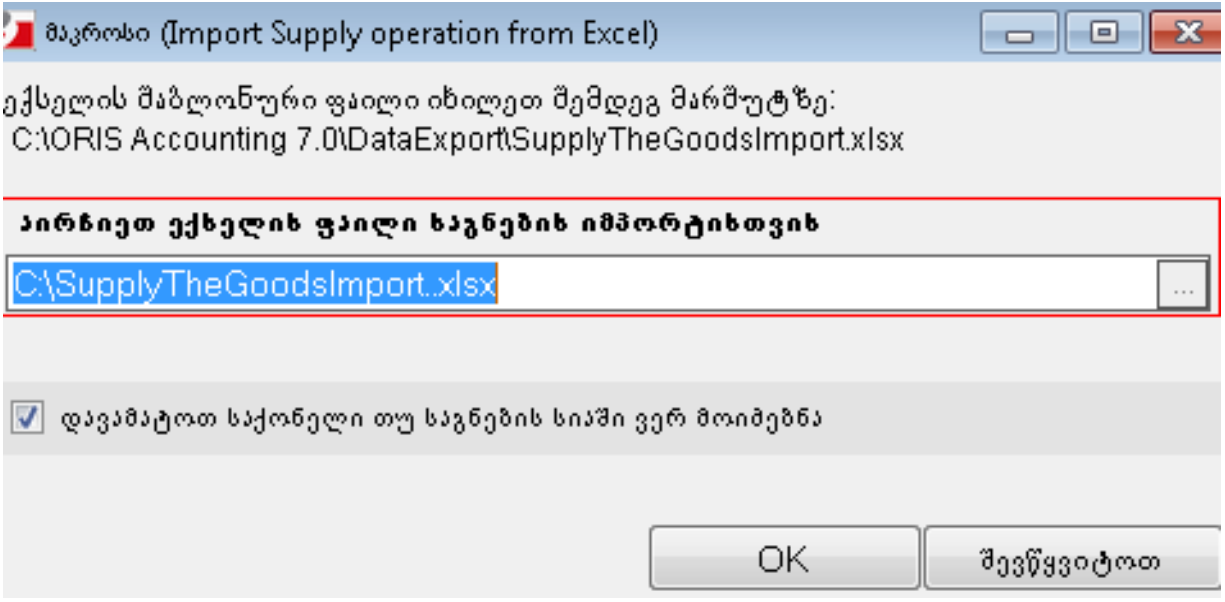 მაკროსი (Import Supply operation from Excel)
ექსელის შაბლონური ფაილი იხილეთ შემდეგ მარშუტზე:
C:\ORIS Accounting 7.0\DataExport\SupplyTheGoodsImport.xlsx
აირჩიეთ ექსელის ფაილი საგნების იმპორტისთვის
C:\SupplyTheGoodsImport..xlsx
...
დავამატოთ საქონელი თუ საგნების სიაში ვერ მოიძებნა
OK
შევწყვიტოთ